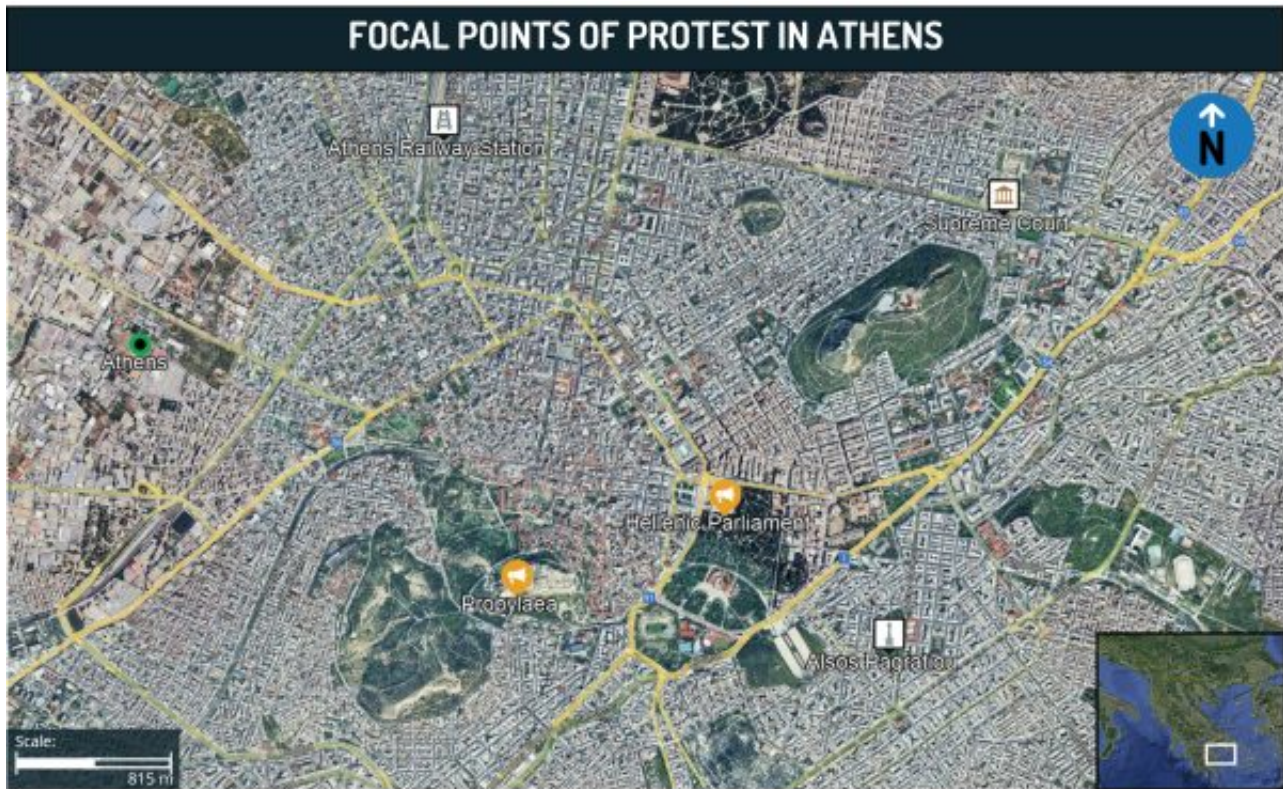 FOCAL POINTS OF PROTEST IN ATHENS
Athens Railway Station
N
Supreme Court
Athens
Hellenic Parliament
Propylaea
Alsos Pagratiou
Scale:
815 m